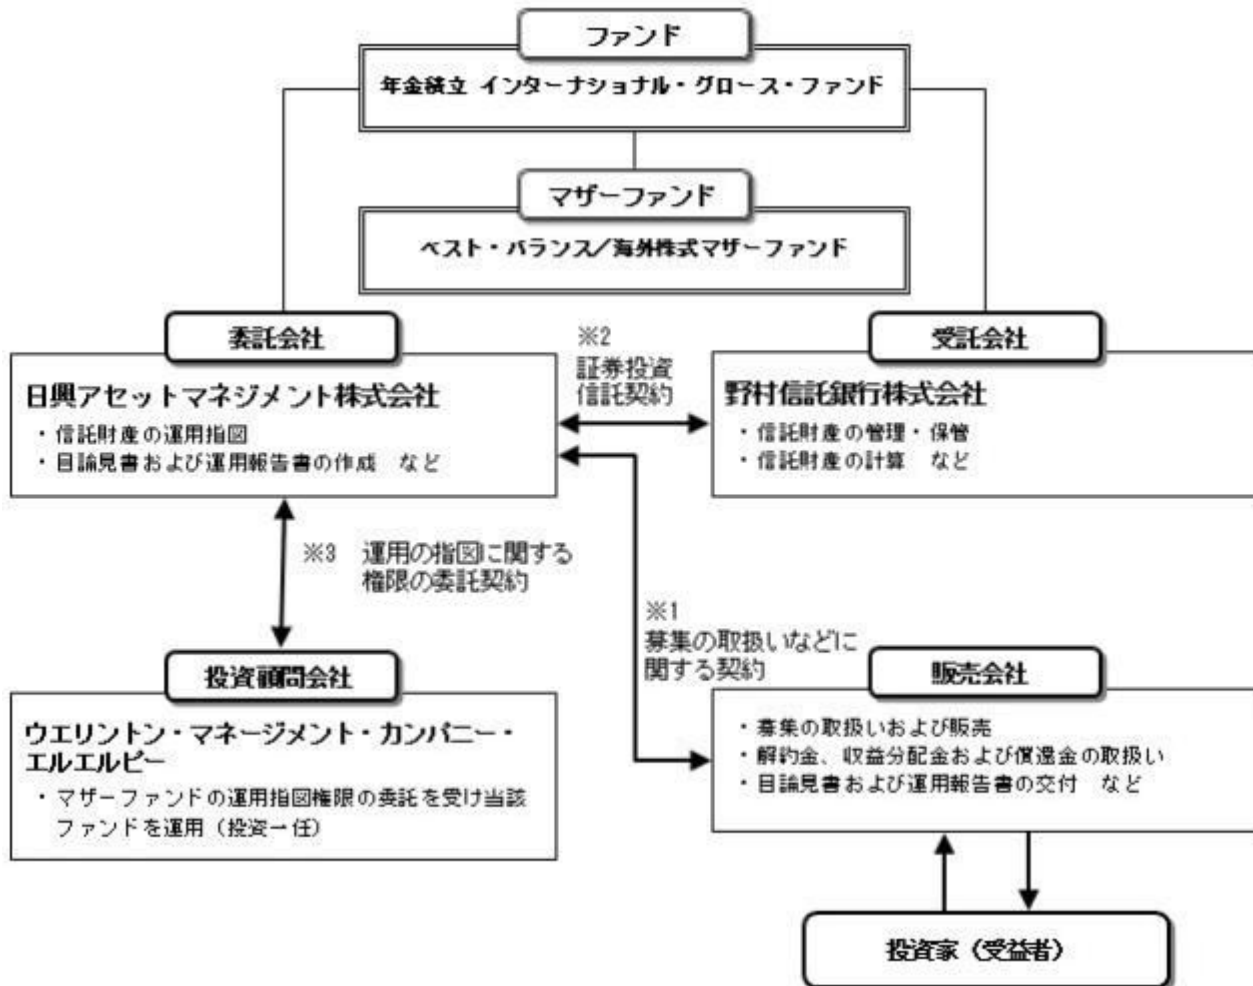 ファンド
年金積立 インターナショナル・グロース・ファンド
マザーファンド
ベスト・バランス／海外株式マザーファンド
委託会社
日興アセットマネジメント株式会社
・信託財産の運用指図
・目論見書および運用報告書の作成　など
※2
証券投資
信託契約
受託会社
野村信託銀行株式会社
・信託財産の管理・保管
・信託財産の計算　など
※3　運用の指図に関する
権限の委託契約
※1
募集の取扱いなどに
関する契約
投資顧問会社
ウエリントン・マネージメント・カンパニー・
エルエルピー
・マザーファンドの運用指図権限の委託を受け当該
ファンドを運用（投資一任）
販売会社
・募集の取扱いおよび販売
・解約金、収益分配金および償還金の取扱い
・目論見書および運用報告書の交付　など
投資家（受益者）